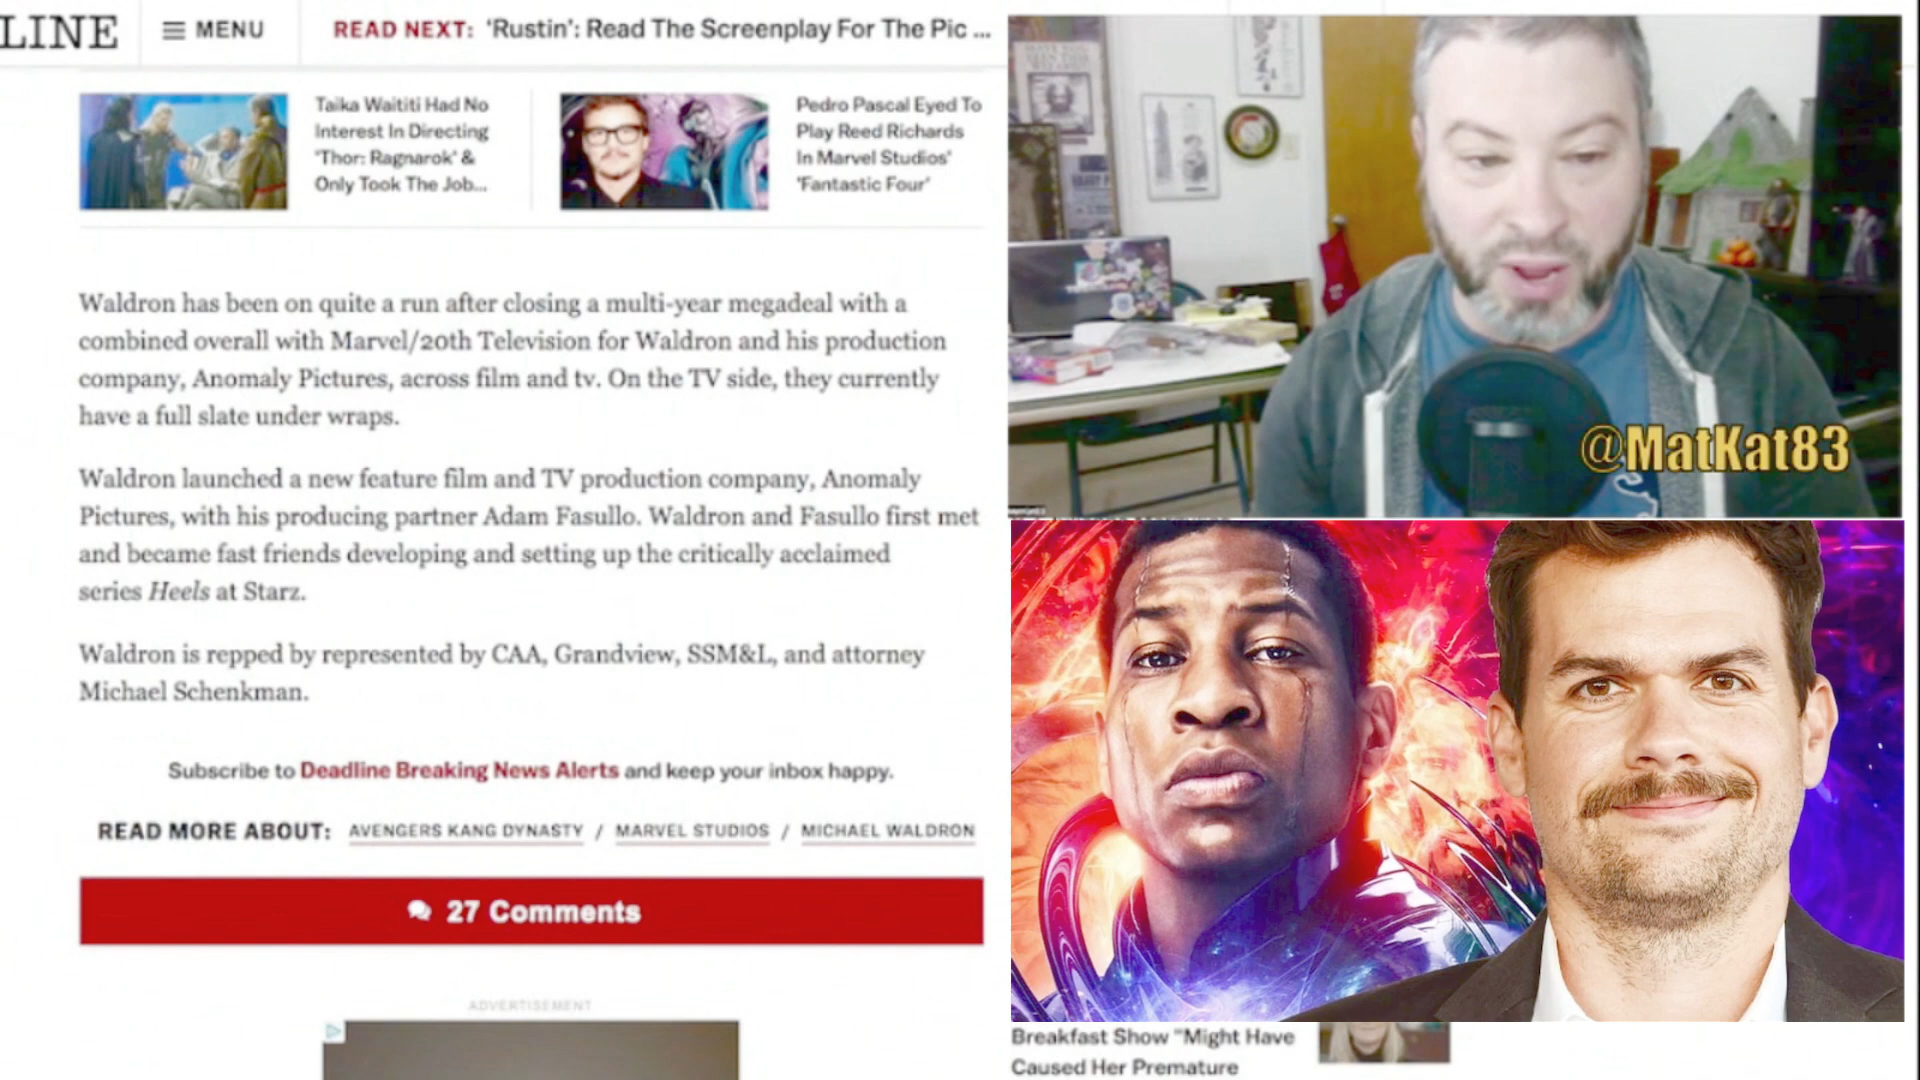 LINE
MENU
READ NEXT: 'Rustin': Read The Screenplay For The Pic ...
Taika Waititi Had No
Interest In Directing
'Thor: Ragnarok' &
Only Took The Job...
Pedro Pascal Eyed To
Play Reed Richards
In Marvel Studios'
'Fantastic Four'
Waldron has been on quite a run after closing a multi-year megadeal with a
combined overall with Marvel/20th Television for Waldron and his production
company, Anomaly Pictures, across film and tv. On the TV side, they currently
have a full slate under wraps.
Waldron launched a new feature film and TV production company, Anomaly
Pictures, with his producing partner Adam Fasullo. Waldron and Fasullo first met
and became fast friends developing and setting up the critically acclaimed
series Heels at Starz.
Waldron is repped by represented by CAA, Grandview, SSM&L, and attorney
Michael Schenkman.
Subscribe to Deadline Breaking News Alerts and keep your inbox happy.
READ MORE ABOUT: AVENGERS KANG DYNASTY / MARVEL STUDIOS / MICHAEL WALDRON
27 Comments
ADVERTISEMENT
@MatKat83
Breakfast Show "Might Have
Caused Her Premature